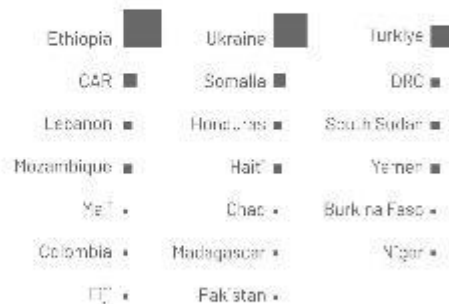 Ethiopia Ukraine Turkiye
CAR Somalia DRC
Lebanon Honduras South Sudan
Mozambique Haiti Yemen
Mali Chad Burkina Faso
Colombia Madagascar Niger
Fiji Pakistan